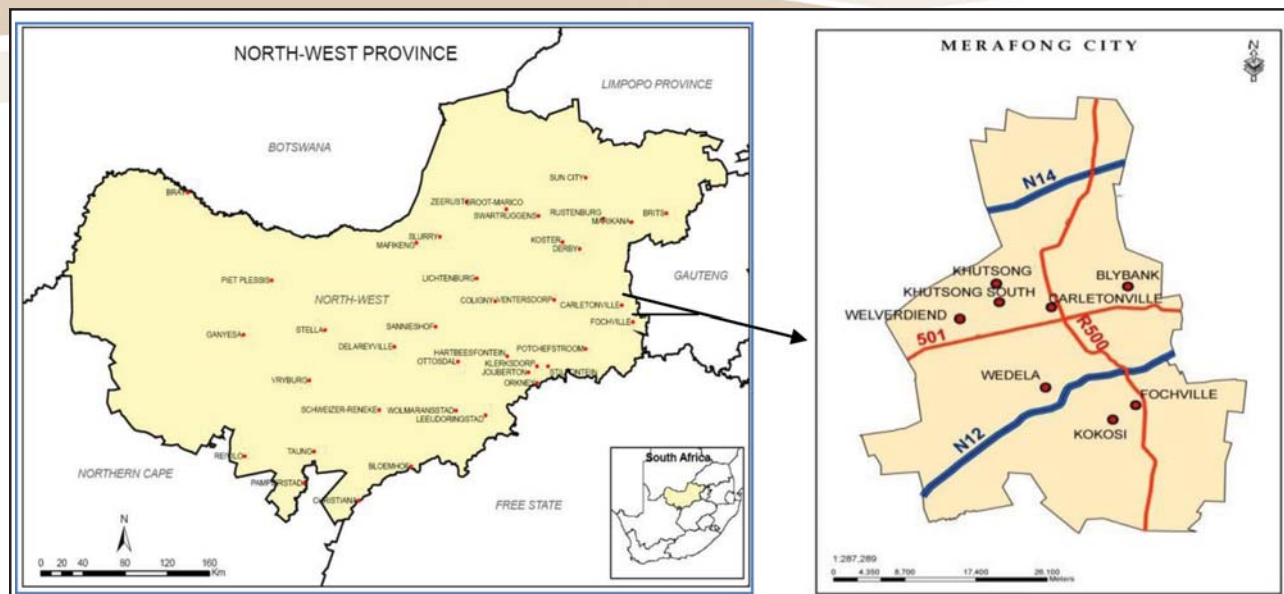 NORTH-WEST PROVINCE
LIMPOPO PROVINCE
BOTSWANA
SUN CITY
BRAY
ZEERUST
GROOT-MARICO
SWARTRUGGENS
RUSTENBURG
MARIKANA
BRITS
SLURRY
MAFIKENG
KOSTER
DERBY
GAUTENG
PIET PLESSIS
LICHTENBURG
NORTH-WEST
COLIGNY
VENTERSDORP
CARLETONVILLE
FOCHVILLE
GANYESA
STELLA
SANNIESHOF
DELAREYVILLE
HARTBEESFONTEIN
POTCHEFSTROOM
OTTOSDAL
KLERKSDORP
JOUBERTON
ORKNEY
VRYBURG
SCHWEIZER-RENEKE
WOLMARANSSTAD
LEEUDORINGSTAD
TAUNG
BLOEMHOF
NORTHERN CAPE
CHRISTIANA
FREE STATE
South Africa
N
0 20 40 80 120 160
Km
MERAFONG CITY
N
N14
KHUTSONG
BLYBANK
KHUTSONG SOUTH
CARLETONVILLE
WELVERDIEND
501
R500
WEDELA
FOCHVILLE
KOKOSI
N12
1:287,289
0 4,350 8,700 17,400 26,100
Meters